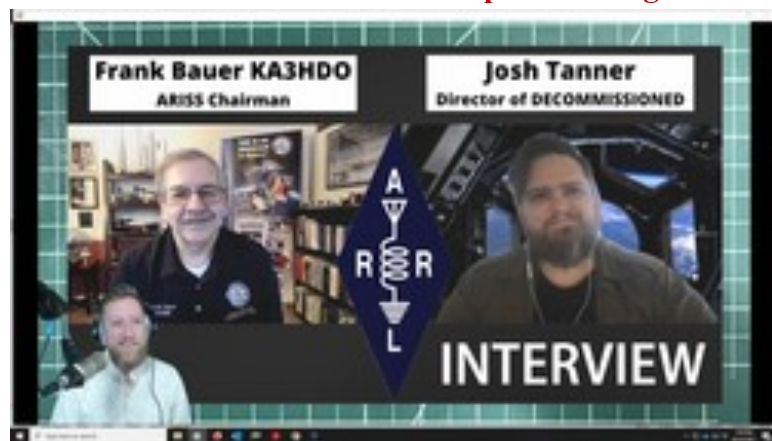 Frank Bauer KA3HDO
ARISS Chairman
Josh Tanner
Director of DECOMMISSIONED
A
R R
L
INTERVIEW